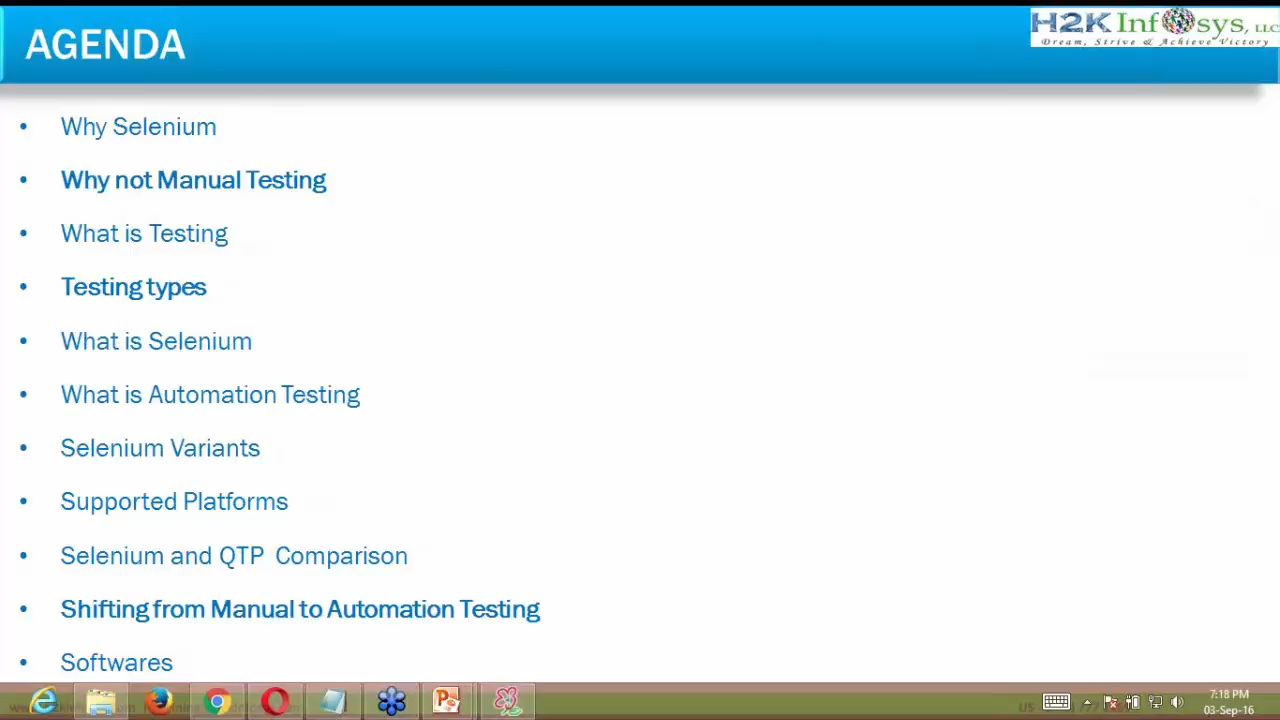 AGENDA
H2K Infosys, LLC
Dream, Strive & Achieve Victory
• Why Selenium
• Why not Manual Testing
• What is Testing
• Testing types
• What is Selenium
• What is Automation Testing
• Selenium Variants
• Supported Platforms
• Selenium and QTP Comparison
• Shifting from Manual to Automation Testing
• Softwares
7:18 PM
03-Sep-16